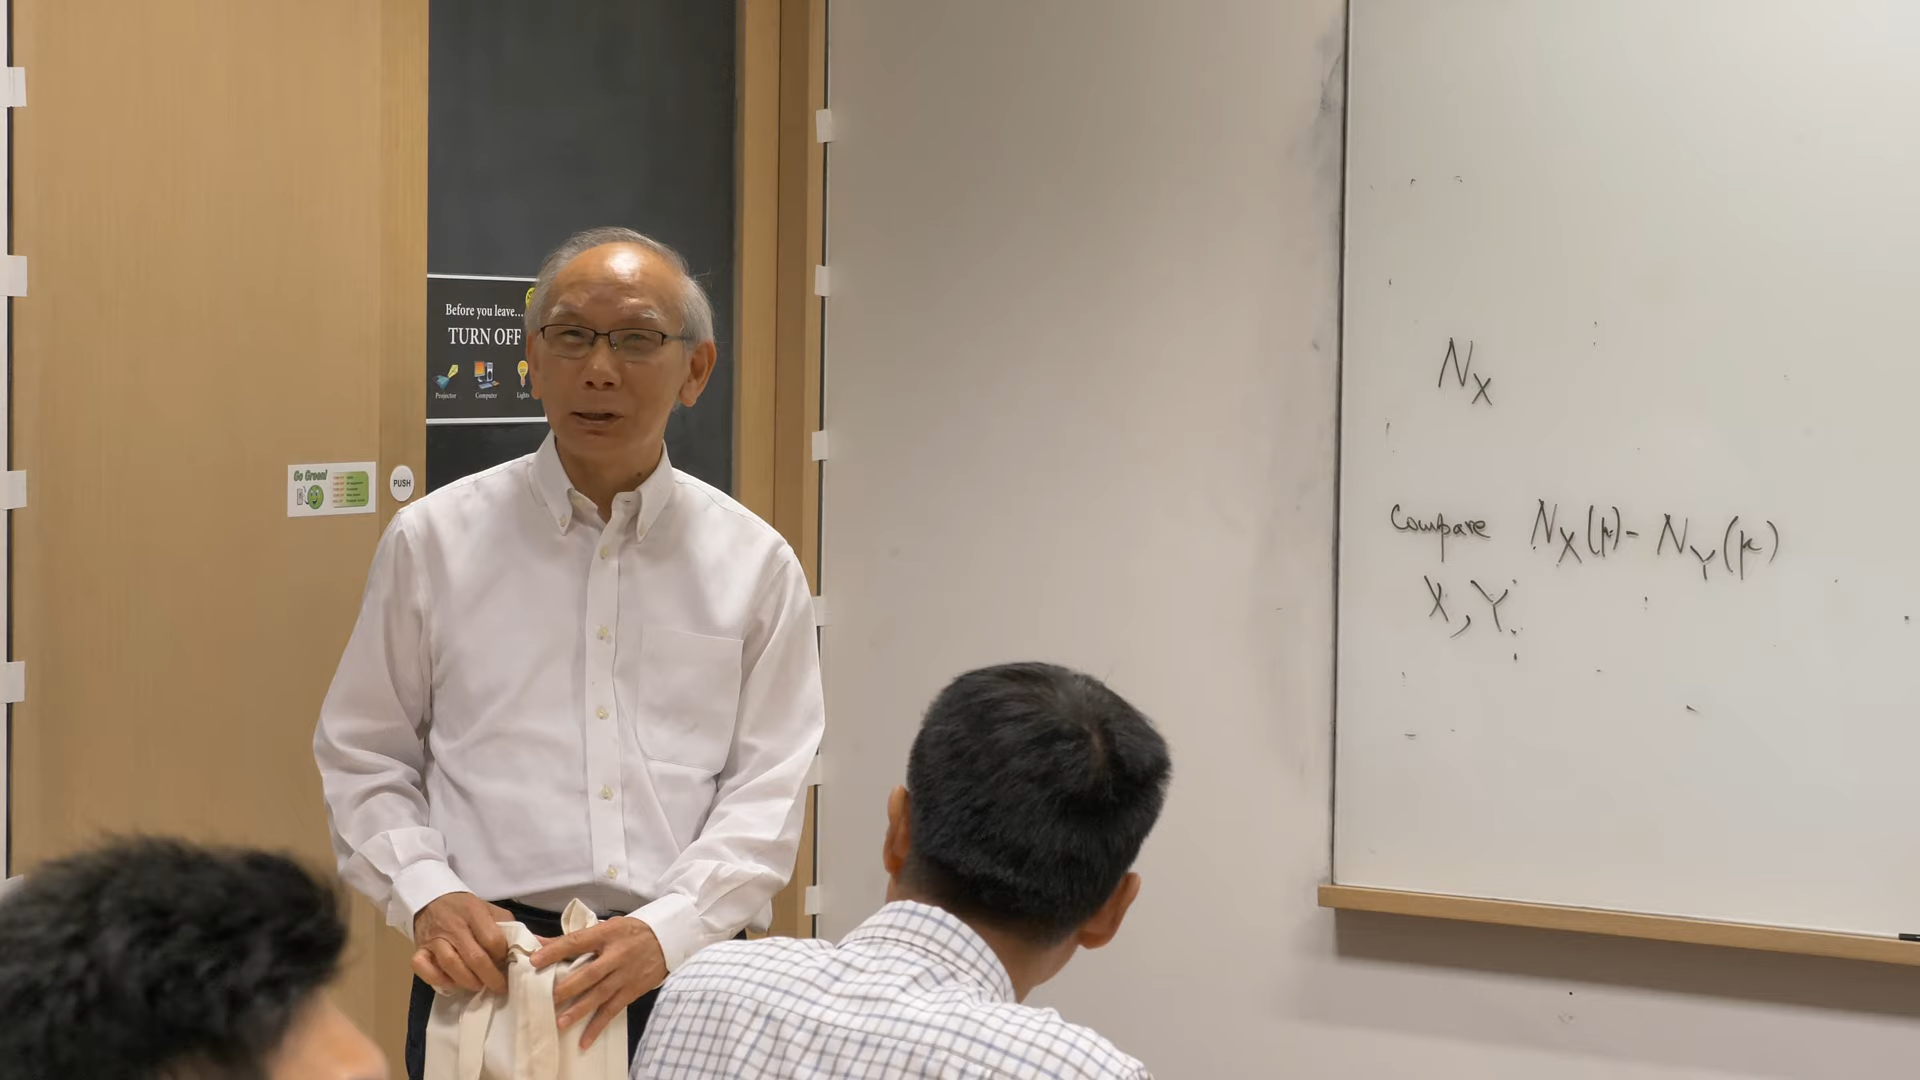 Before you leave...
TURN OFF
Projector Computer Lights
Go Green!
PUSH
N_X
Compare N_X(k) - N_Y(k)
X, Y